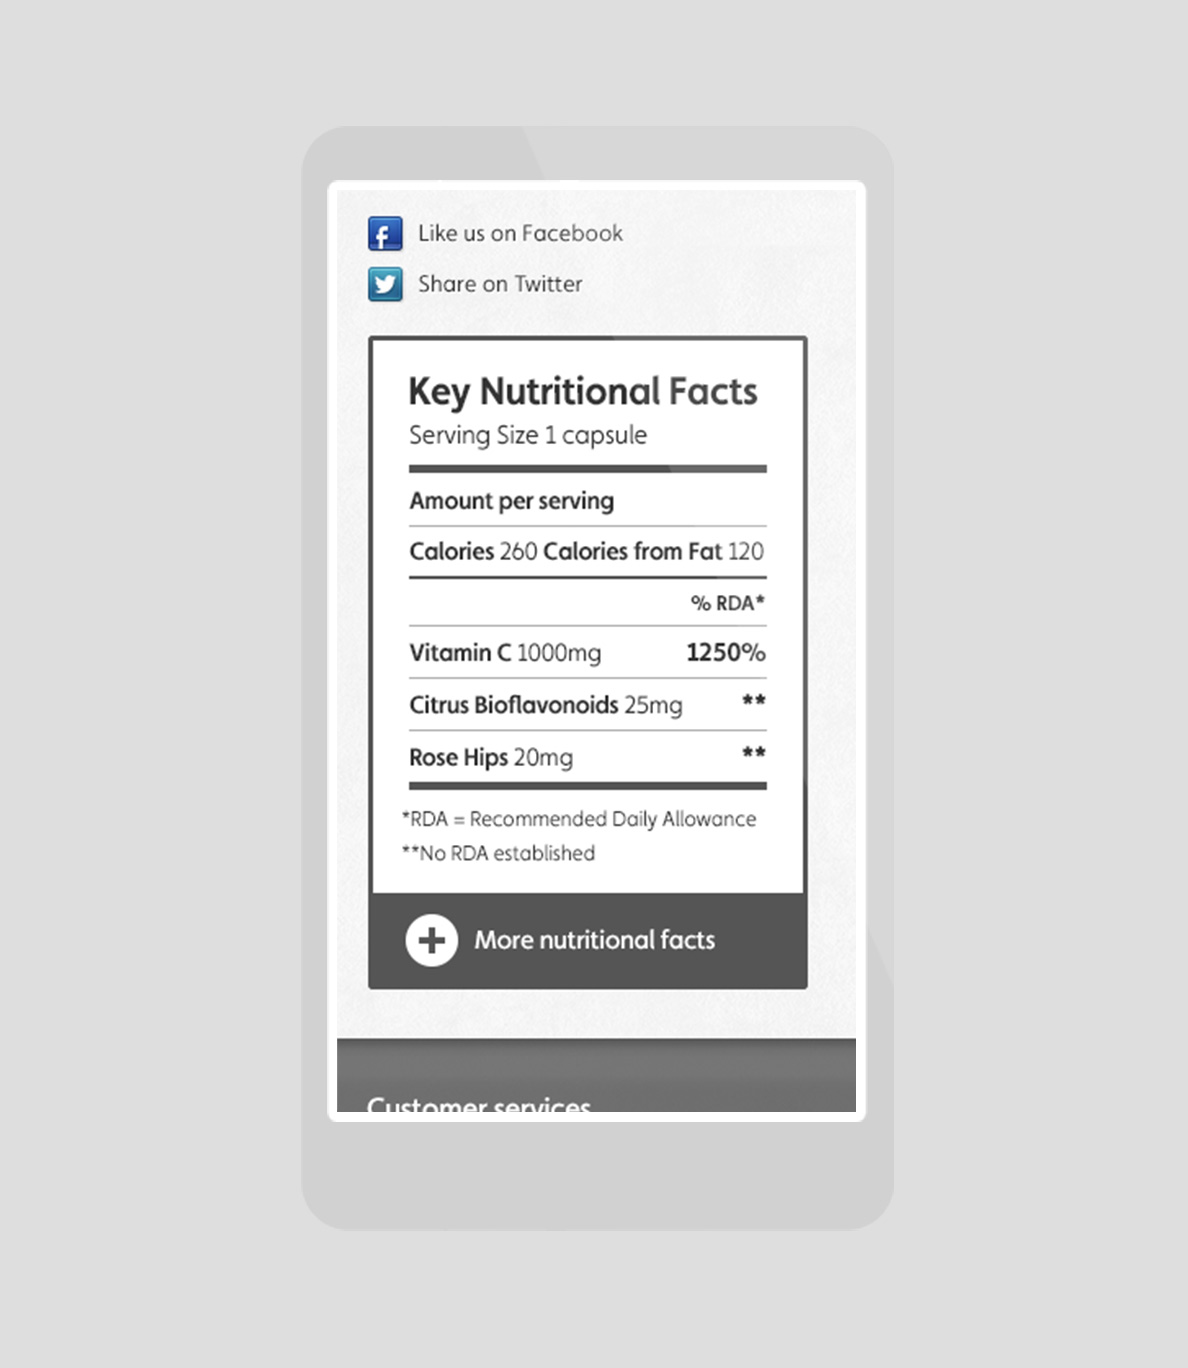 Like us on Facebook
Share on Twitter
Key Nutritional Facts
Serving Size 1 capsule
Amount per serving
Calories 260 Calories from Fat 120
% RDA*
Vitamin C 1000mg 1250%
Citrus Bioflavonoids 25mg **
Rose Hips 20mg **
*RDA = Recommended Daily Allowance
**No RDA established
More nutritional facts
Customer services